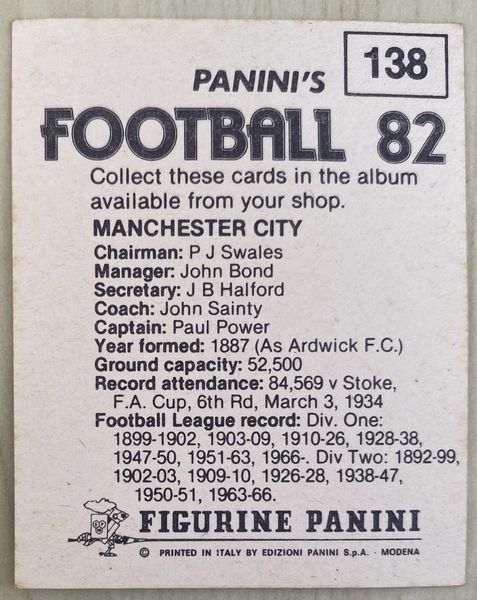 138
PANINI'S
FOOTBALL 82
Collect these cards in the album
available from your shop.
MANCHESTER CITY
Chairman: P J Swales
Manager: John Bond
Secretary: J B Halford
Coach: John Sainty
Captain: Paul Power
Year formed: 1887 (As Ardwick F.C.)
Ground capacity: 52,500
Record attendance: 84,569 v Stoke,
F.A. Cup, 6th Rd, March 3, 1934
Football League record: Div. One:
1899-1902, 1903-09, 1910-26, 1928-38,
1947-50, 1951-63, 1966-. Div Two: 1892-99,
1902-03, 1909-10, 1926-28, 1938-47,
1950-51, 1963-66.
FIGURINE PANINI
© PRINTED IN ITALY BY EDIZIONI PANINI S.p.A. - MODENA